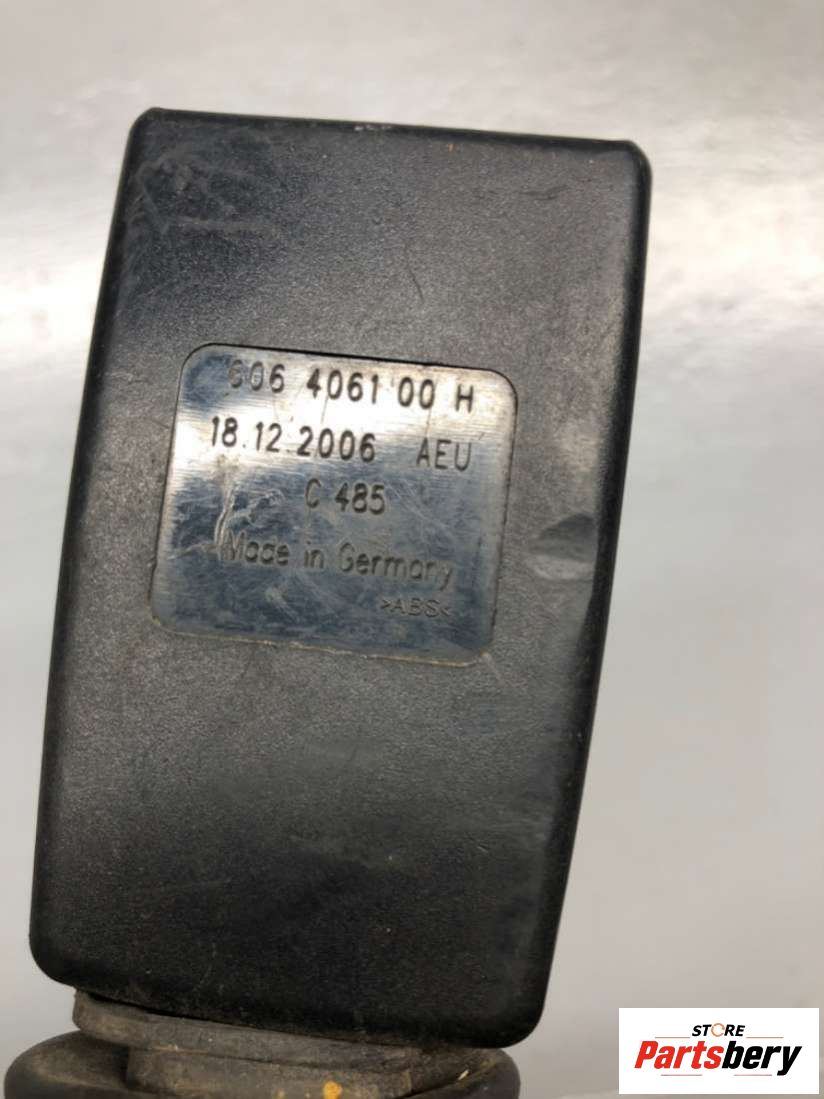 606 4061 00 H
18.12.2006 AEU
C 485
Made in Germany
>ABS<
STORE
Partsbery